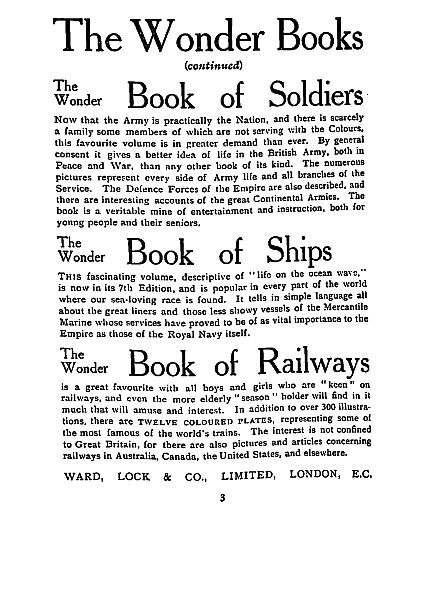 The Wonder Books
(continued)
The Wonder Book of Soldiers
Now that the Army is practically the Nation, and there is scarcely
a family some members of which are not serving with the Colours,
this favourite volume is in greater demand than ever. By general
consent it gives a better idea of life in the British Army, both in
Peace and War, than any other book of its kind. The numerous
pictures represent every side of Army life and all branches of the
Service. The Defence Forces of the Empire are also described, and
there are interesting accounts of the great Continental Armies. The
book is a veritable mine of entertainment and instruction, both for
young people and their seniors.
The Wonder Book of Ships
THIS fascinating volume, descriptive of "life on the ocean wave,"
is now in its 7th Edition, and is popular in every part of the world
where our sea-loving race is found. It tells in simple language all
about the great liners and those less showy vessels of the Mercantile
Marine whose services have proved to be of as vital importance to the
Empire as those of the Royal Navy itself.
The Wonder Book of Railways
is a great favourite with all boys and girls who are "keen" on
railways, and even the more elderly "season" holder will find in it
much that will amuse and interest. In addition to over 300 illustra-
tions, there are TWELVE COLOURED PLATES, representing some of
the most famous of the world's trains. The interest is not confined
to Great Britain, for there are also pictures and articles concerning
railways in Australia, Canada, the United States, and elsewhere.
WARD, LOCK & CO., LIMITED, LONDON, E.C.
3